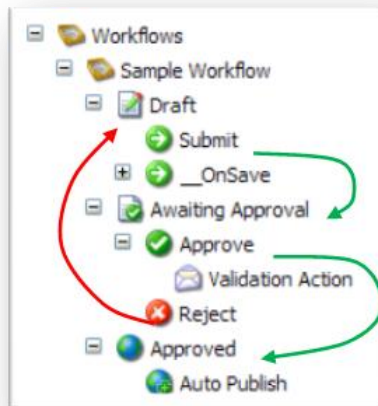 Workflows
Sample Workflow
Draft
Submit
__OnSave
Awaiting Approval
Approve
Validation Action
Reject
Approved
Auto Publish